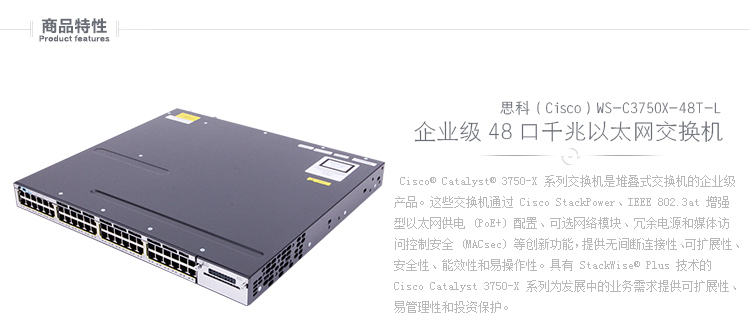 商品特性
Product features
思科（Cisco）WS-C3750X-48T-L
企业级 48 口千兆以太网交换机
Cisco® Catalyst® 3750-X 系列交换机是堆叠式交换机的企业级
产品。这些交换机通过 Cisco StackPower、IEEE 802.3at 增强
型以太网供电 (PoE+) 配置、可选网络模块、冗余电源和媒体访
问控制安全 (MACsec) 等创新功能,提供无间断连接性、可扩展性、
安全性、能效性和易操作性。具有 StackWise® Plus 技术的
Cisco Catalyst 3750-X 系列为发展中的业务需求提供可扩展性、
易管理性和投资保护。